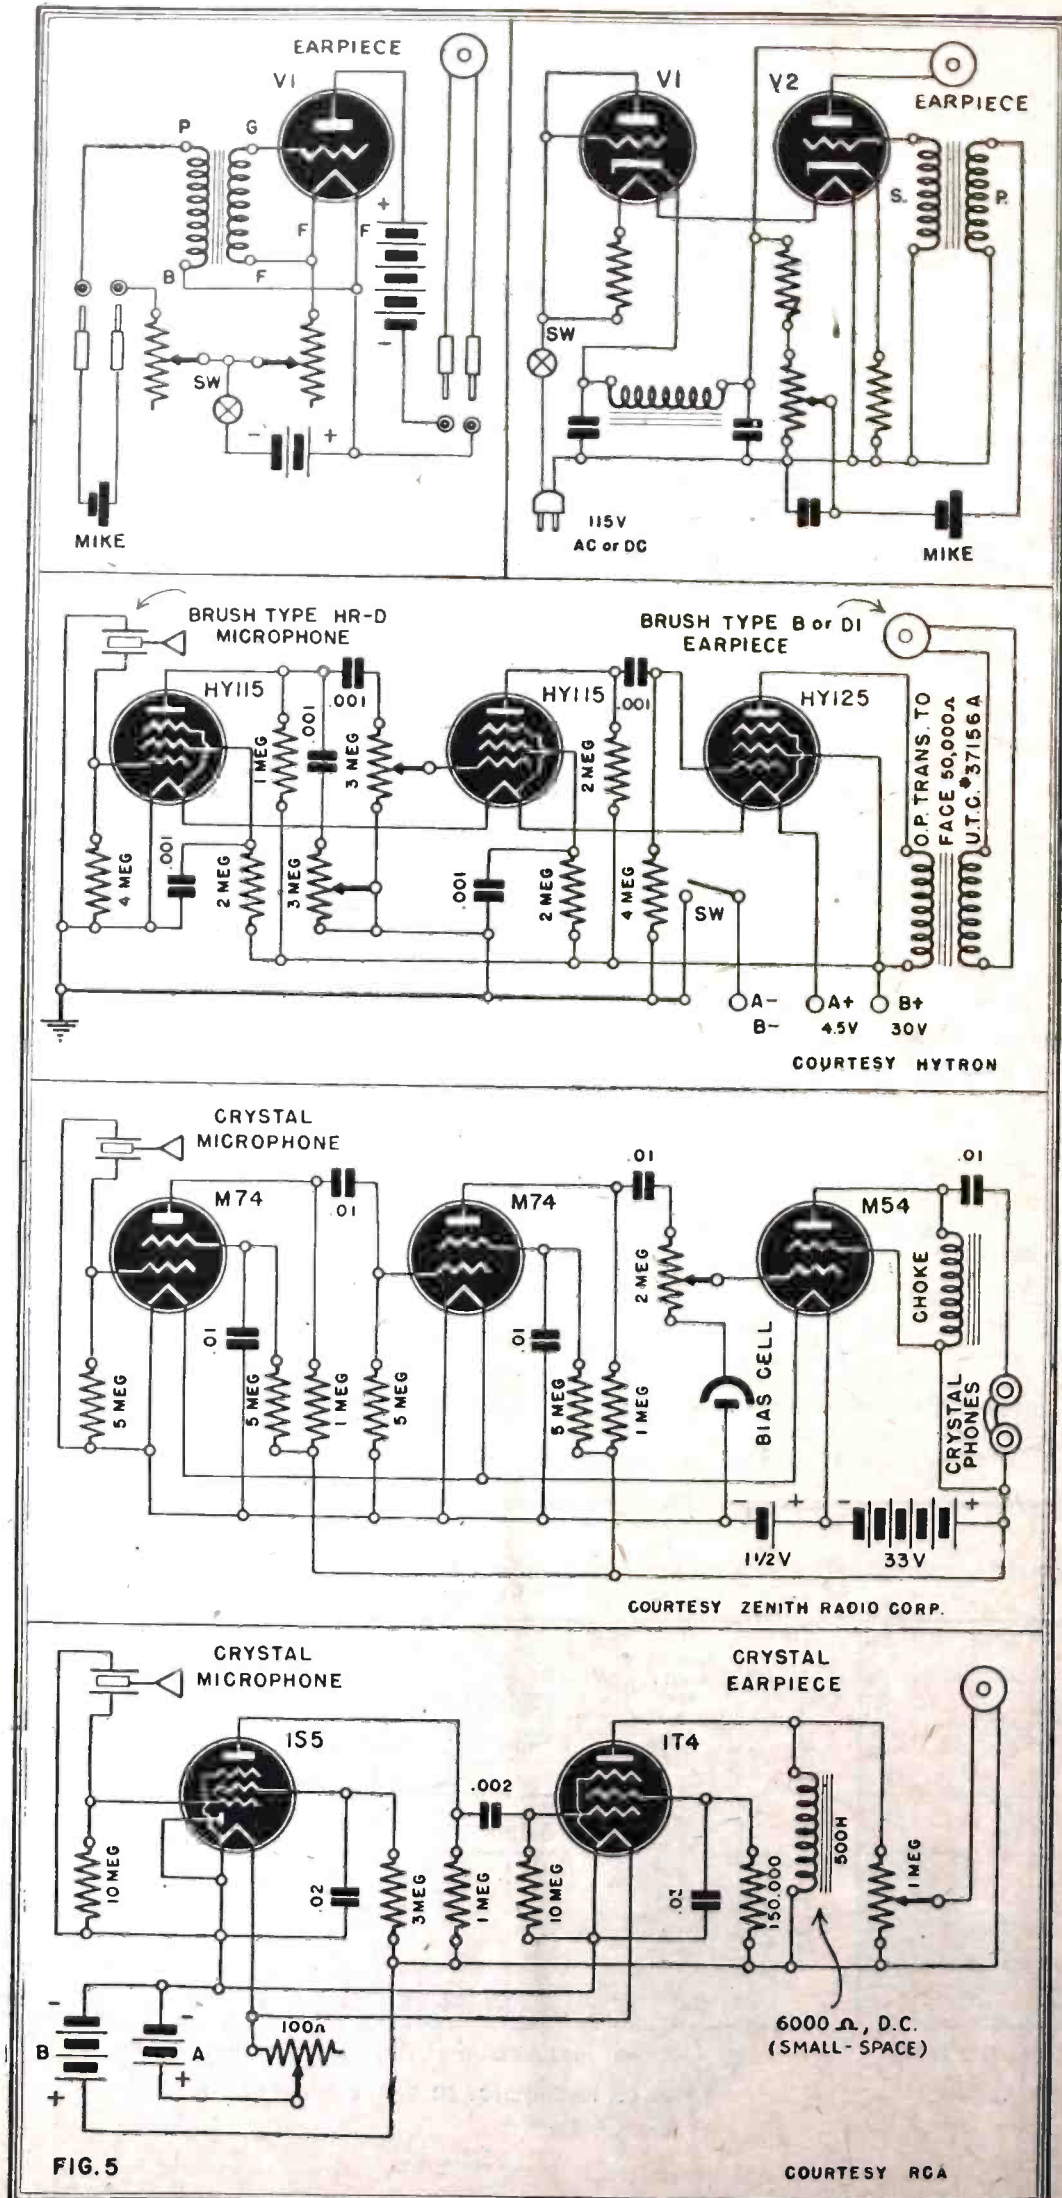 EARPIECE
V1
P
G
F
F
B
F
+
-
SW
-
+
MIKE
V1
V2
EARPIECE
S.
P.
SW
115V
AC or DC
MIKE
BRUSH TYPE HR-D
MICROPHONE
BRUSH TYPE B or D1
EARPIECE
HY115
HY115
HY125
.001
.001
.001
1 MEG
3 MEG
2 MEG
4 MEG
.001
2 MEG
3 MEG
.001
2 MEG
4 MEG
SW
O.P. TRANS. TO
FACE 50,000Ω
U.T.C. #37156A
A-
B-
A+
4.5V
B+
30V
COURTESY HYTRON
CRYSTAL
MICROPHONE
M74
.01
M74
.01
M54
.01
2 MEG
CHOKE
5 MEG
.01
5 MEG
1 MEG
5 MEG
.01
5 MEG
1 MEG
BIAS CELL
CRYSTAL
PHONES
-
+
-
+
1 1/2 V
33 V
COURTESY ZENITH RADIO CORP.
CRYSTAL
MICROPHONE
CRYSTAL
EARPIECE
1S5
1T4
.002
10 MEG
.02
3 MEG
1 MEG
10 MEG
150.000
500H
1 MEG
-
B
+
-
A
+
100Ω
6000 Ω, D.C.
(SMALL-SPACE)
FIG.5
COURTESY RCA